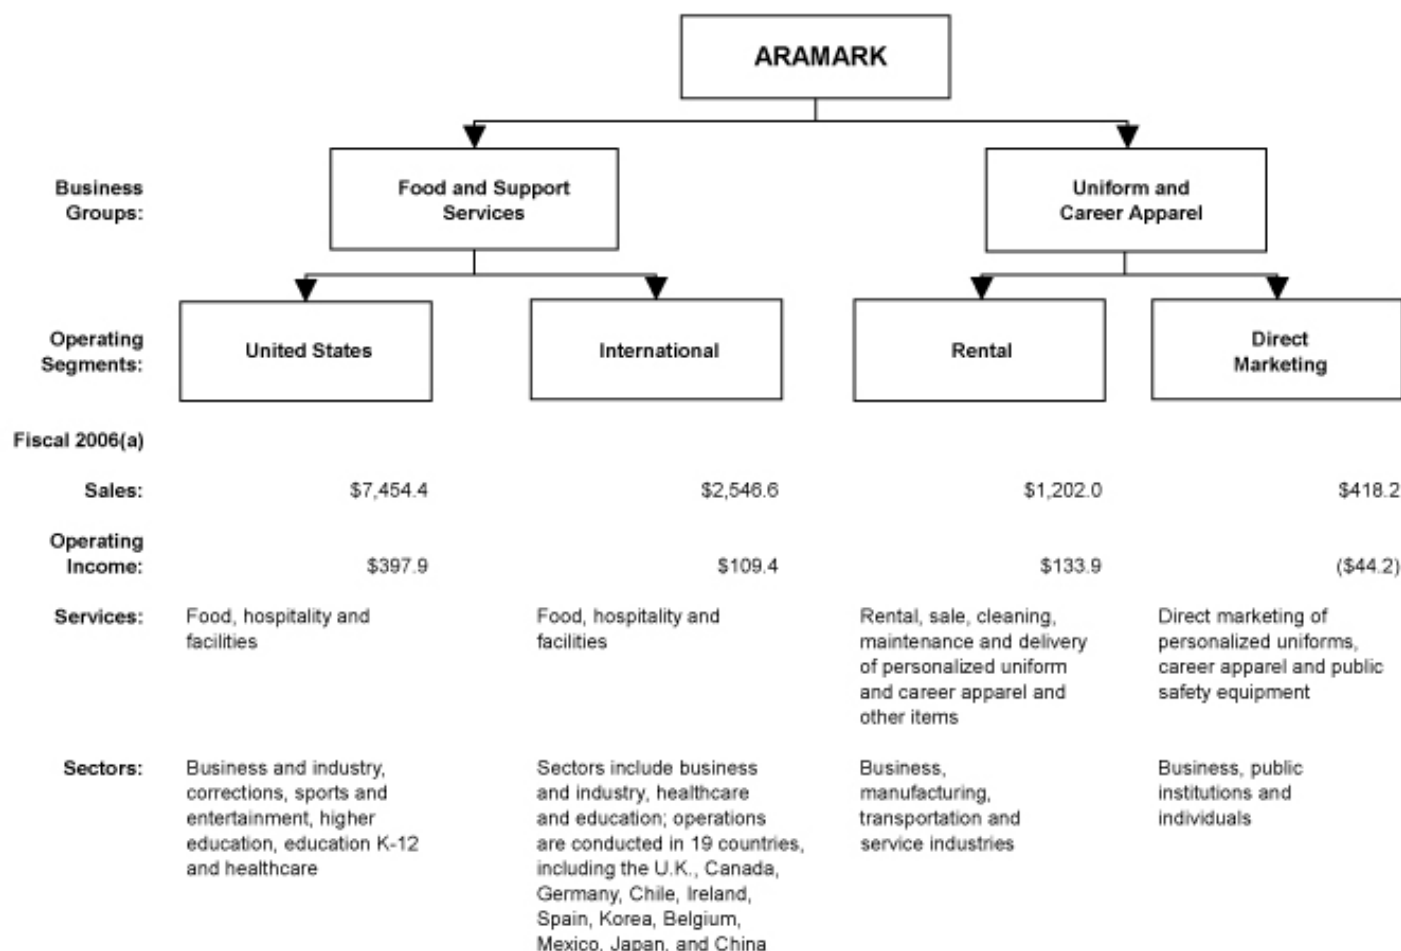 ARAMARK
Business
Groups:
Food and Support
Services
Uniform and
Career Apparel
Operating
Segments:
United States
International
Rental
Direct
Marketing
Fiscal 2006(a)
Sales:
$7,454.4
$2,546.6
$1,202.0
$418.2
Operating
Income:
$397.9
$109.4
$133.9
($44.2)
Services:
Food, hospitality and
facilities
Food, hospitality and
facilities
Rental, sale, cleaning,
maintenance and delivery
of personalized uniform
and career apparel and
other items
Direct marketing of
personalized uniforms,
career apparel and public
safety equipment
Sectors:
Business and industry,
corrections, sports and
entertainment, higher
education, education K-12
and healthcare
Sectors include business
and industry, healthcare
and education; operations
are conducted in 19 countries,
including the U.K., Canada,
Germany, Chile, Ireland,
Spain, Korea, Belgium,
Mexico, Japan, and China
Business,
manufacturing,
transportation and
service industries
Business, public
institutions and
individuals